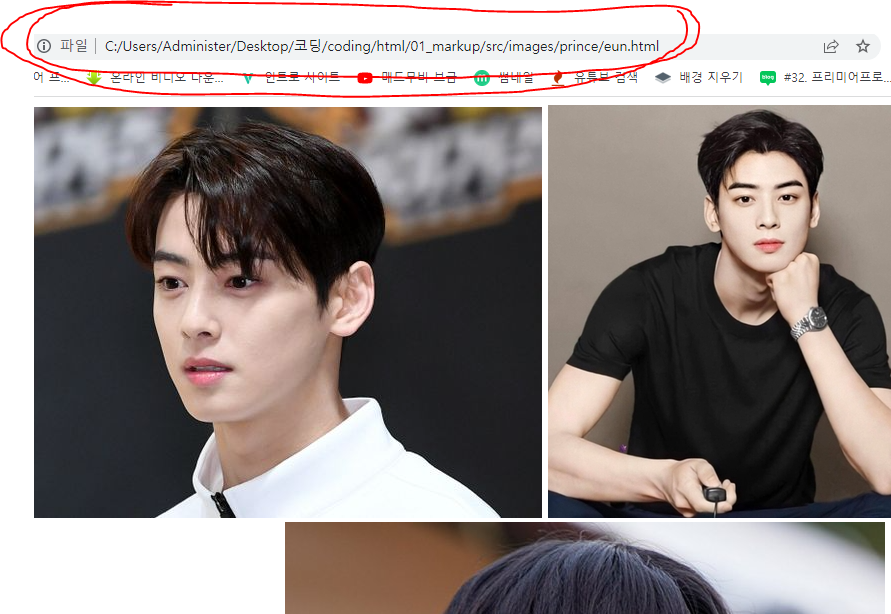 파일 C:/Users/Administer/Desktop/코딩/coding/html/01_markup/src/images/prince/eun.html
어 프... 온라인 비디오 다운... 인트로 사이트 매드무비 브금 썸네일 유튜브 검색 배경 지우기 #32. 프리미어프로...